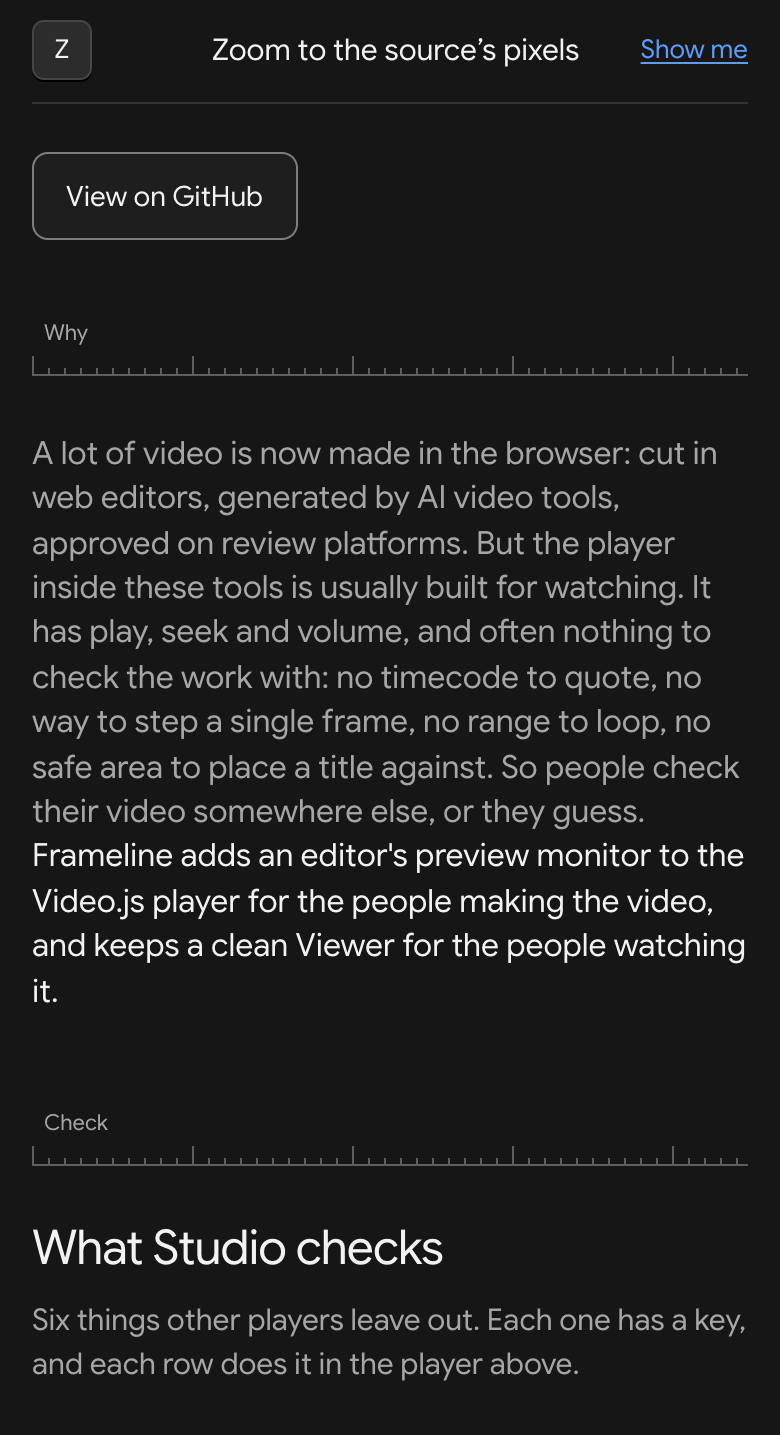 Z
Zoom to the source’s pixels
Show me
View on GitHub
Why
A lot of video is now made in the browser: cut in
web editors, generated by AI video tools,
approved on review platforms. But the player
inside these tools is usually built for watching. It
has play, seek and volume, and often nothing to
check the work with: no timecode to quote, no
way to step a single frame, no range to loop, no
safe area to place a title against. So people check
their video somewhere else, or they guess.
Frameline adds an editor's preview monitor to the
Video.js player for the people making the video,
and keeps a clean Viewer for the people watching
it.
Check
What Studio checks
Six things other players leave out. Each one has a key,
and each row does it in the player above.